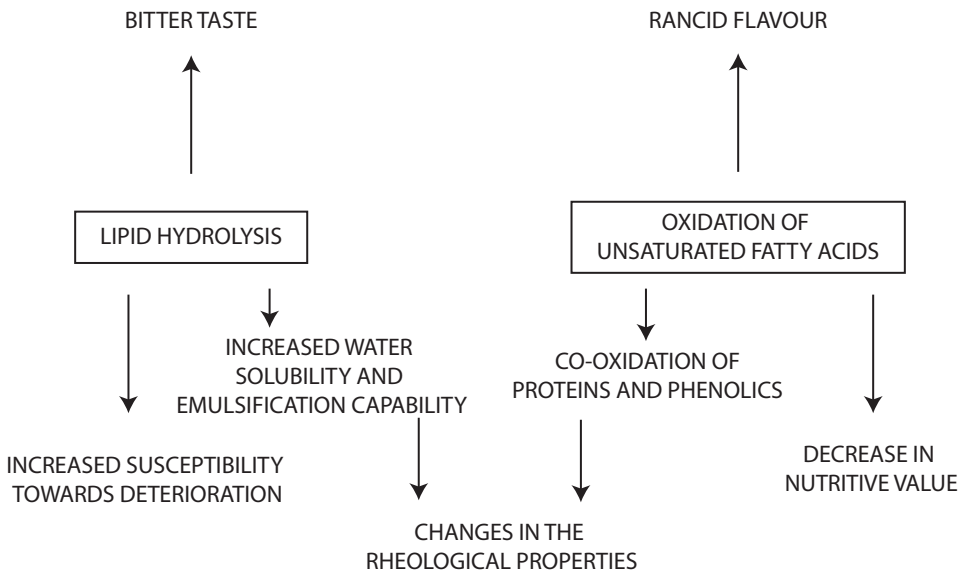 BITTER TASTE
RANCID FLAVOUR
LIPID HYDROLYSIS
OXIDATION OF
UNSATURATED FATTY ACIDS
INCREASED WATER
SOLUBILITY AND
EMULSIFICATION CAPABILITY
CO-OXIDATION OF
PROTEINS AND PHENOLICS
INCREASED SUSCEPTIBILITY
TOWARDS DETERIORATION
DECREASE IN
NUTRITIVE VALUE
CHANGES IN THE
RHEOLOGICAL PROPERTIES